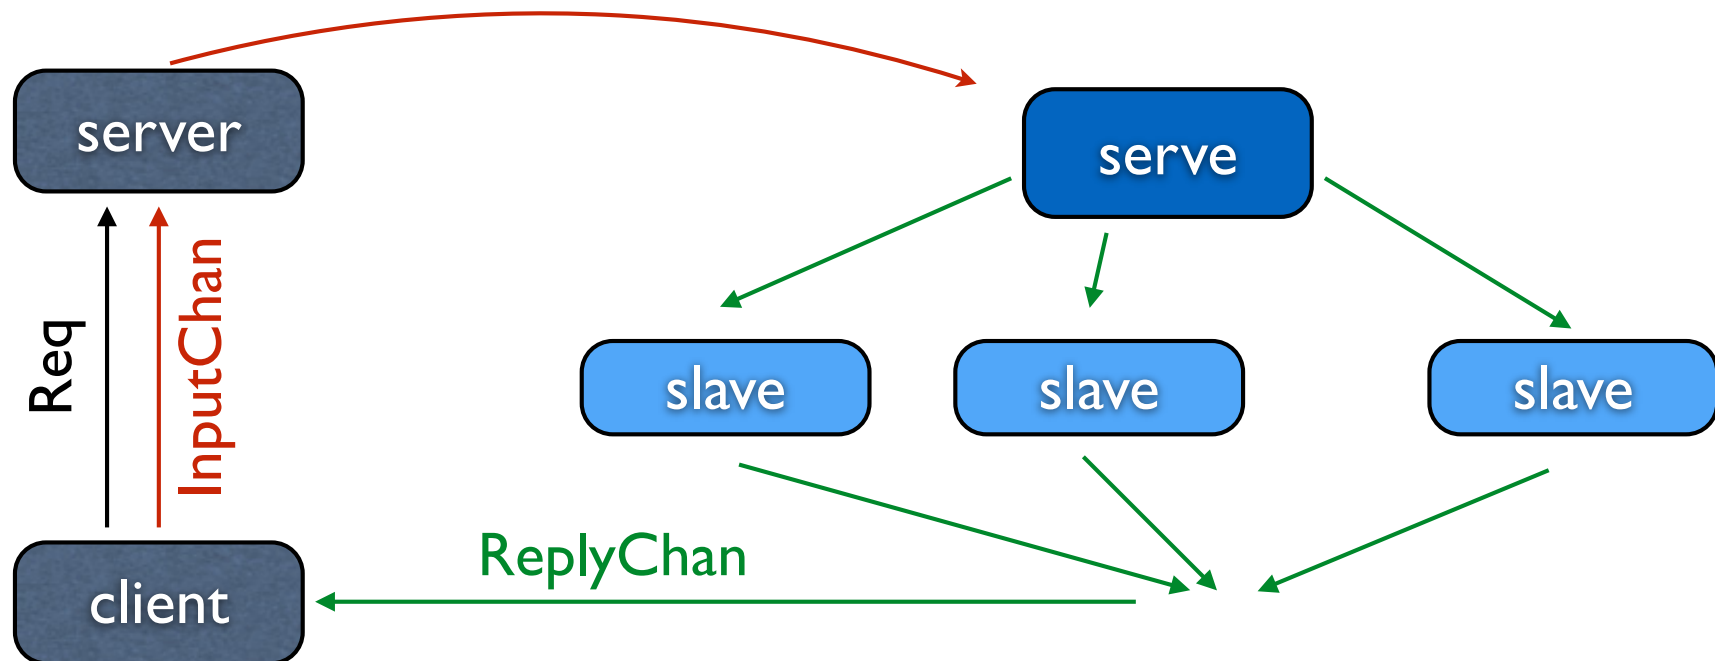 server
serve
Req
InputChan
slave
slave
slave
ReplyChan
client